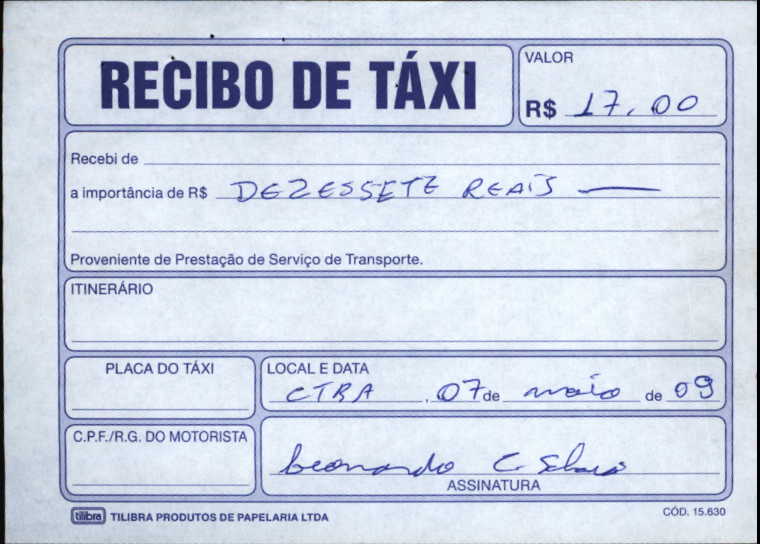 RECIBO DE TÁXI
VALOR
R$ 17,00
Recebi de
a importância de R$ DEZESSETE REAIS
Proveniente de Prestação de Serviço de Transporte.
ITINERÁRIO
PLACA DO TÁXI
LOCAL E DATA
CTRA, 07 de maio de 09
C.P.F./R.G. DO MOTORISTA
Leonardo C.
ASSINATURA
tilibra TILIBRA PRODUTOS DE PAPELARIA LTDA
CÓD. 15.630